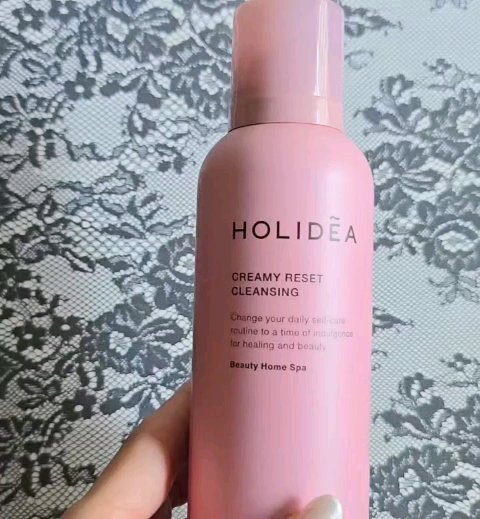 HOLIDẼA
CREAMY RESET
CLEANSING
Change your daily self-care
routine to a time of indulgence
for healing and beauty
Beauty Home Spa